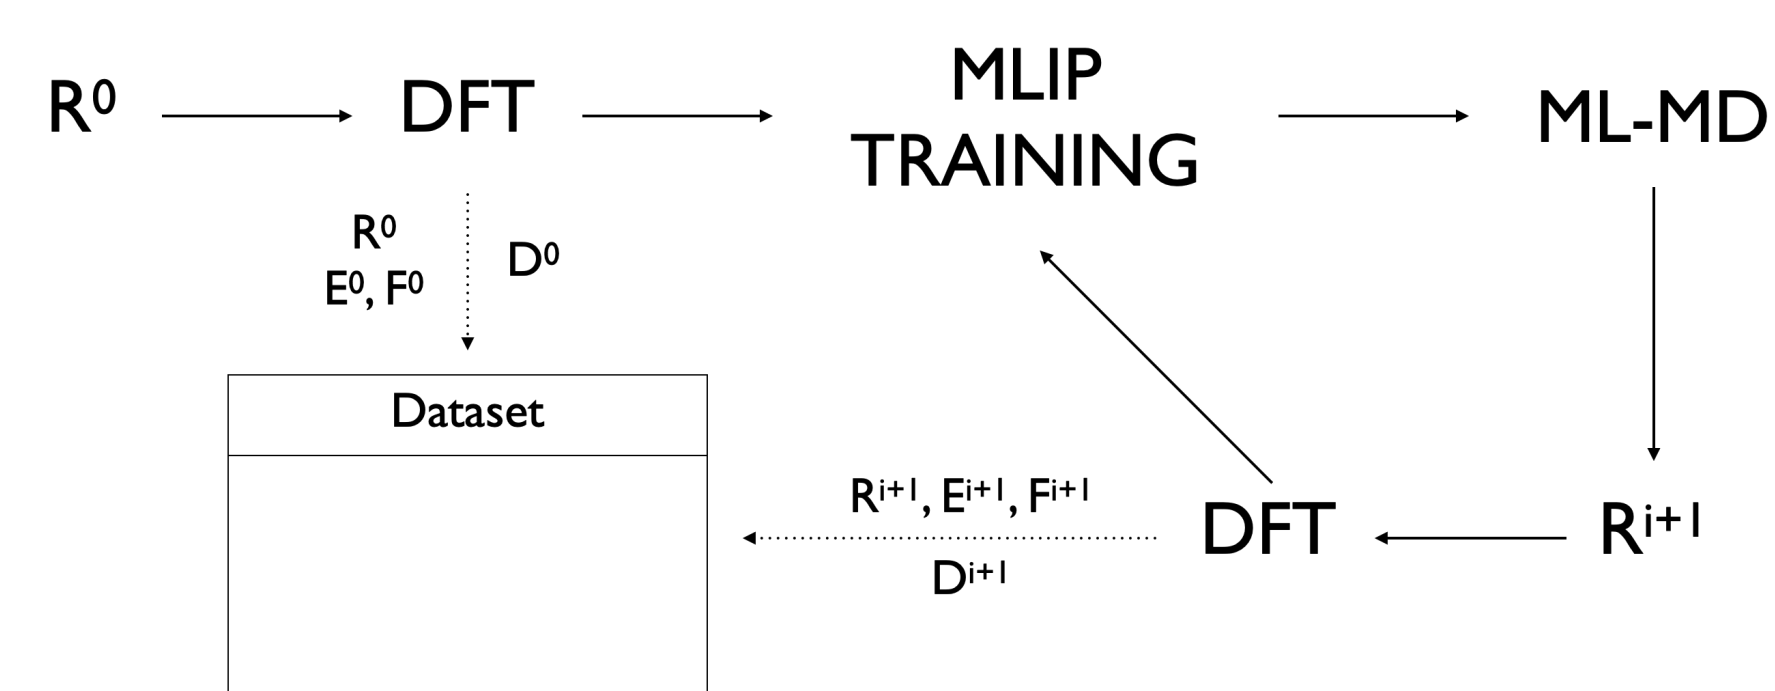 R⁰
DFT
MLIP
TRAINING
ML-MD
R⁰
E⁰, F⁰
D⁰
Dataset
Rⁱ⁺¹, Eⁱ⁺¹, Fⁱ⁺¹
Dⁱ⁺¹
DFT
Rⁱ⁺¹